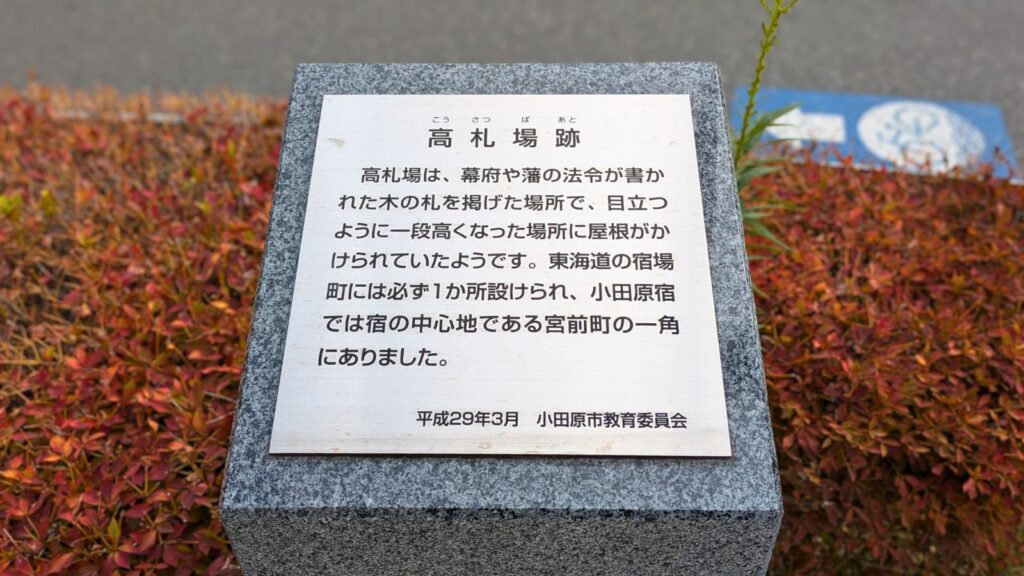 こう さつ ば あと
高札場跡
高札場は、幕府や藩の法令が書か
れた木の札を掲げた場所で、目立つ
ように一段高くなった場所に屋根がか
けられていたようです。東海道の宿場
町には必ず1か所設けられ、小田原宿
では宿の中心地である宮前町の一角
にありました。
平成29年3月 小田原市教育委員会